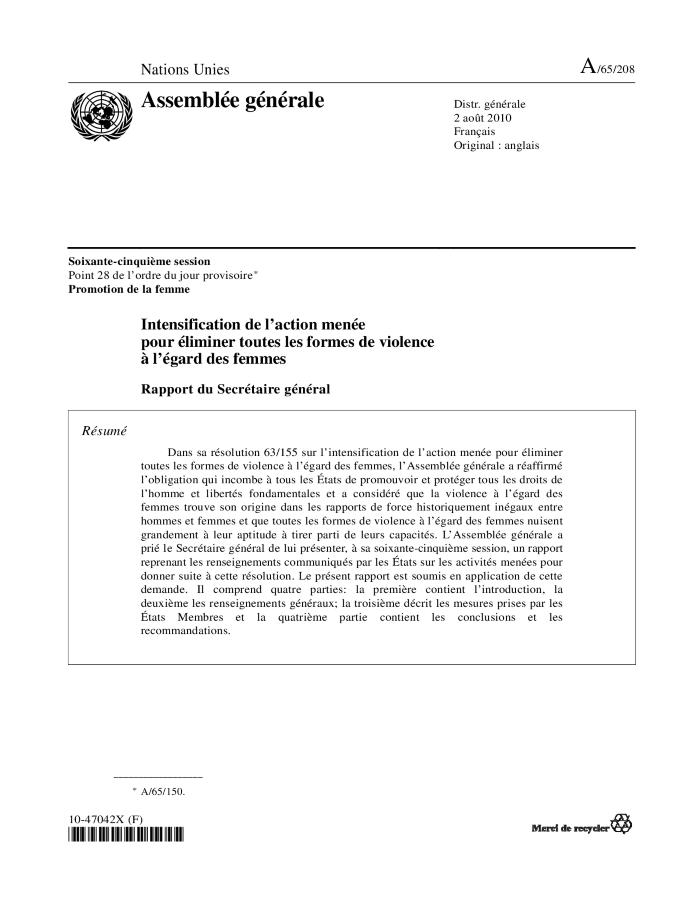 Nations Unies
A/65/208
Assemblée générale
Distr. générale
2 août 2010
Français
Original : anglais
Soixante-cinquième session
Point 28 de l’ordre du jour provisoire*
Promotion de la femme
Intensification de l’action menée
pour éliminer toutes les formes de violence
à l’égard des femmes
Rapport du Secrétaire général
Résumé
Dans sa résolution 63/155 sur l’intensification de l’action menée pour éliminer
toutes les formes de violence à l’égard des femmes, l’Assemblée générale a réaffirmé
l’obligation qui incombe à tous les États de promouvoir et protéger tous les droits de
l’homme et libertés fondamentales et a considéré que la violence à l’égard des
femmes trouve son origine dans les rapports de force historiquement inégaux entre
hommes et femmes et que toutes les formes de violence à l’égard des femmes nuisent
grandement à leur aptitude à tirer parti de leurs capacités. L’Assemblée générale a
prié le Secrétaire général de lui présenter, à sa soixante-cinquième session, un rapport
reprenant les renseignements communiqués par les États sur les activités menées pour
donner suite à cette résolution. Le présent rapport est soumis en application de cette
demande. Il comprend quatre parties: la première contient l’introduction, la
deuxième les renseignements généraux; la troisième décrit les mesures prises par les
États Membres et la quatrième partie contient les conclusions et les
recommandations.
* A/65/150.
10-47042X (F)
Merci de recycler